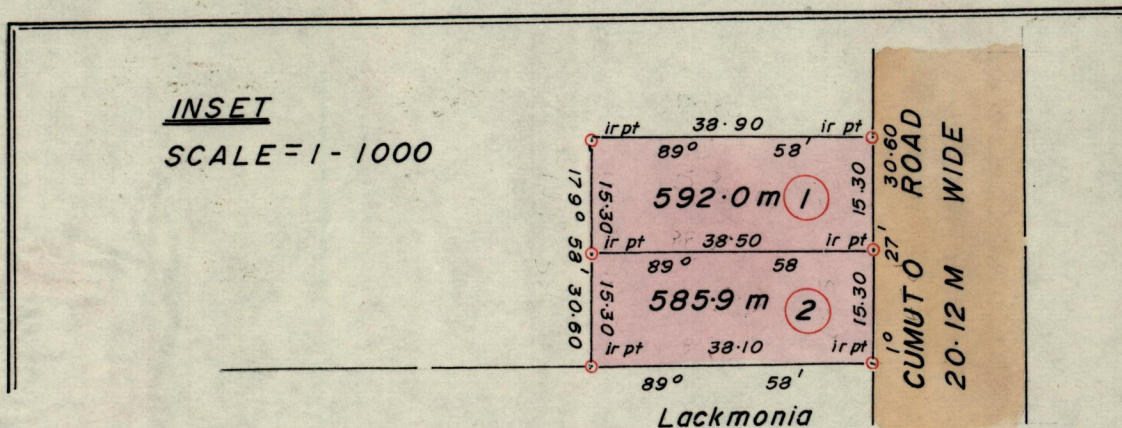 INSET
SCALE = 1 - 1000
ir pt 38·90 ir pt
89° 58'
592·0 m 1
15·30
15·30
179° 58' 30·60
ir pt 38·50 ir pt
89° 58
585·9 m 2
15·30
15·30
ir pt 38·10 ir pt
89° 58'
Lackmonia
1° 27' 30·60
CUMUTO ROAD
20·12 M WIDE